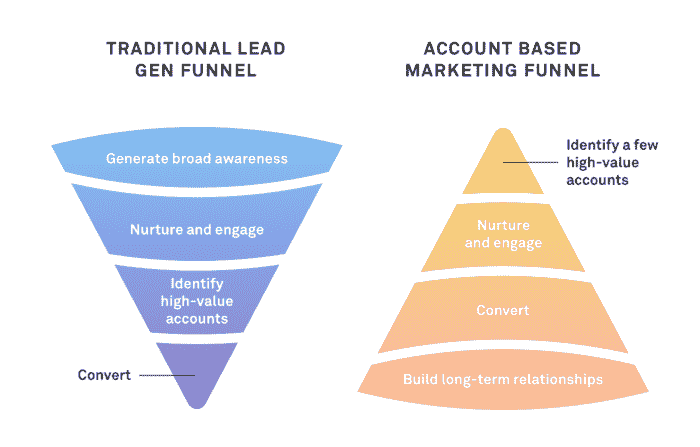 TRADITIONAL LEAD
GEN FUNNEL
Generate broad awareness
Nurture and engage
Identify
high-value
accounts
Convert
ACCOUNT BASED
MARKETING FUNNEL
Identify a few
high-value
accounts
Nurture
and engage
Convert
Build long-term relationships